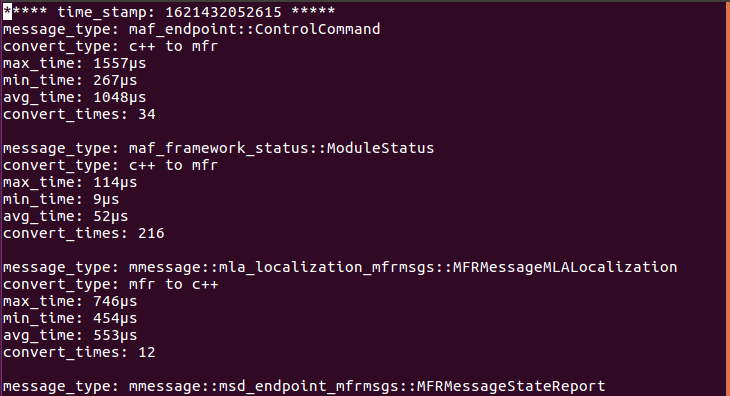 ***** time_stamp: 1621432052615 *****
message_type: maf_endpoint::ControlCommand
convert_type: c++ to mfr
max_time: 1557µs
min_time: 267µs
avg_time: 1048µs
convert_times: 34
message_type: maf_framework_status::ModuleStatus
convert_type: c++ to mfr
max_time: 114µs
min_time: 9µs
avg_time: 52µs
convert_times: 216
message_type: mmessage::mla_localization_mfrmsgs::MFRMessageMLALocalization
convert_type: mfr to c++
max_time: 746µs
min_time: 454µs
avg_time: 553µs
convert_times: 12
message_type: mmessage::msd_endpoint_mfrmsgs::MFRMessageStateReport